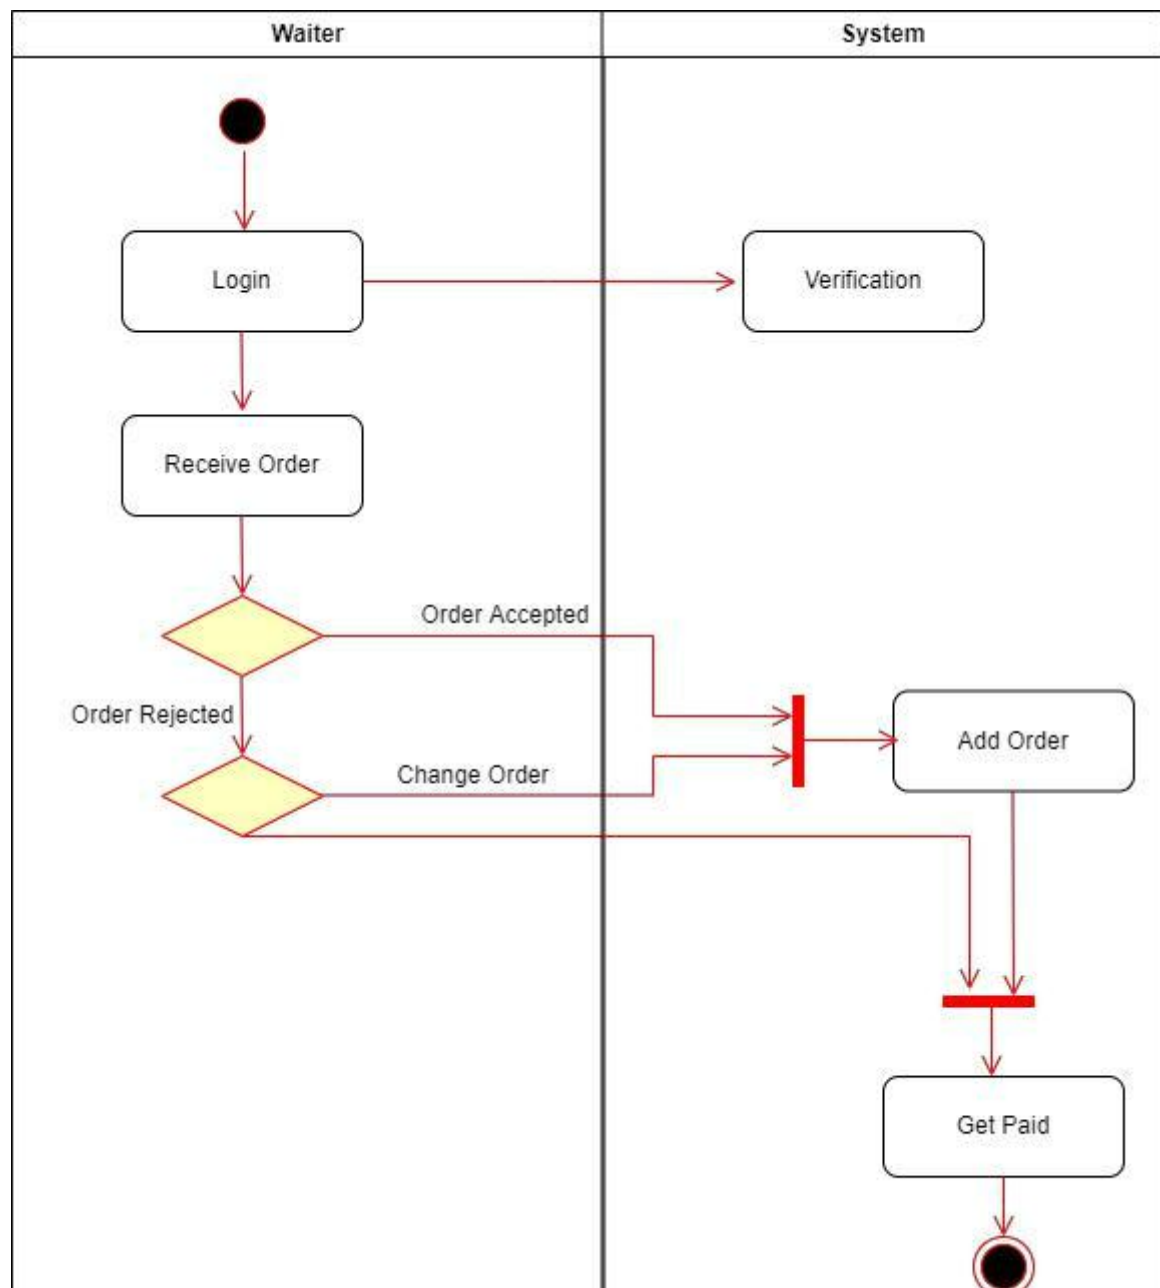 Waiter
System
Login
Verification
Receive Order
Order Accepted
Order Rejected
Add Order
Change Order
Get Paid